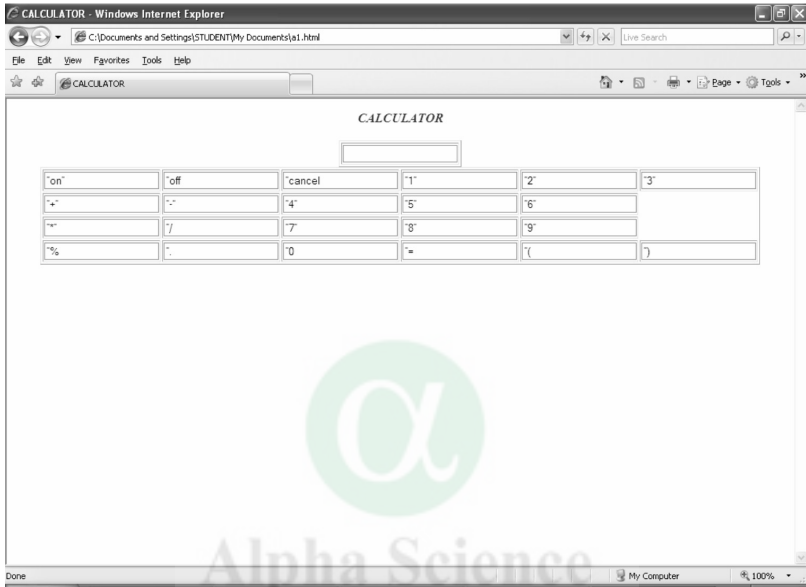 CALCULATOR - Windows Internet Explorer
C:\Documents and Settings\STUDENT\My Documents\a1.html Live Search
File Edit View Favorites Tools Help
CALCULATOR Page Tools
CALCULATOR
"on" "off "cancel "1" "2" "3"
"+" "-" "4" "5" "6"
"*" "/ "7" "8" "9"
"% ". "0 "= "( ")
α
Alpha Science
Done My Computer 100%